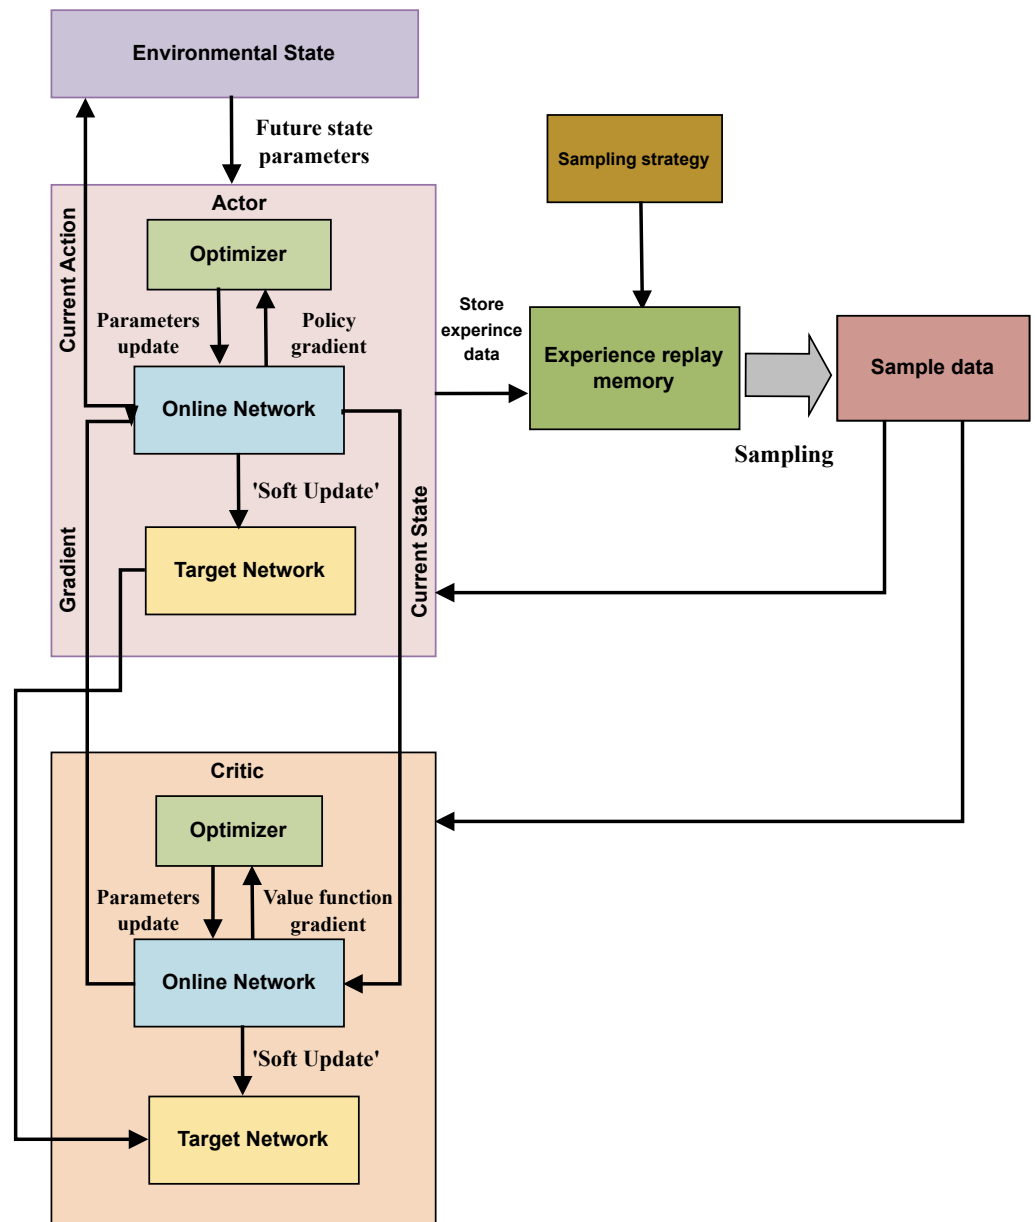 Environmental State
Future state
parameters
Sampling strategy
Actor
Optimizer
Current Action
Parameters
update
Policy
gradient
Store
experince
data
Experience replay
memory
Sample data
Online Network
Sampling
'Soft Update'
Gradient
Current State
Target Network
Critic
Optimizer
Parameters
update
Value function
gradient
Online Network
'Soft Update'
Target Network